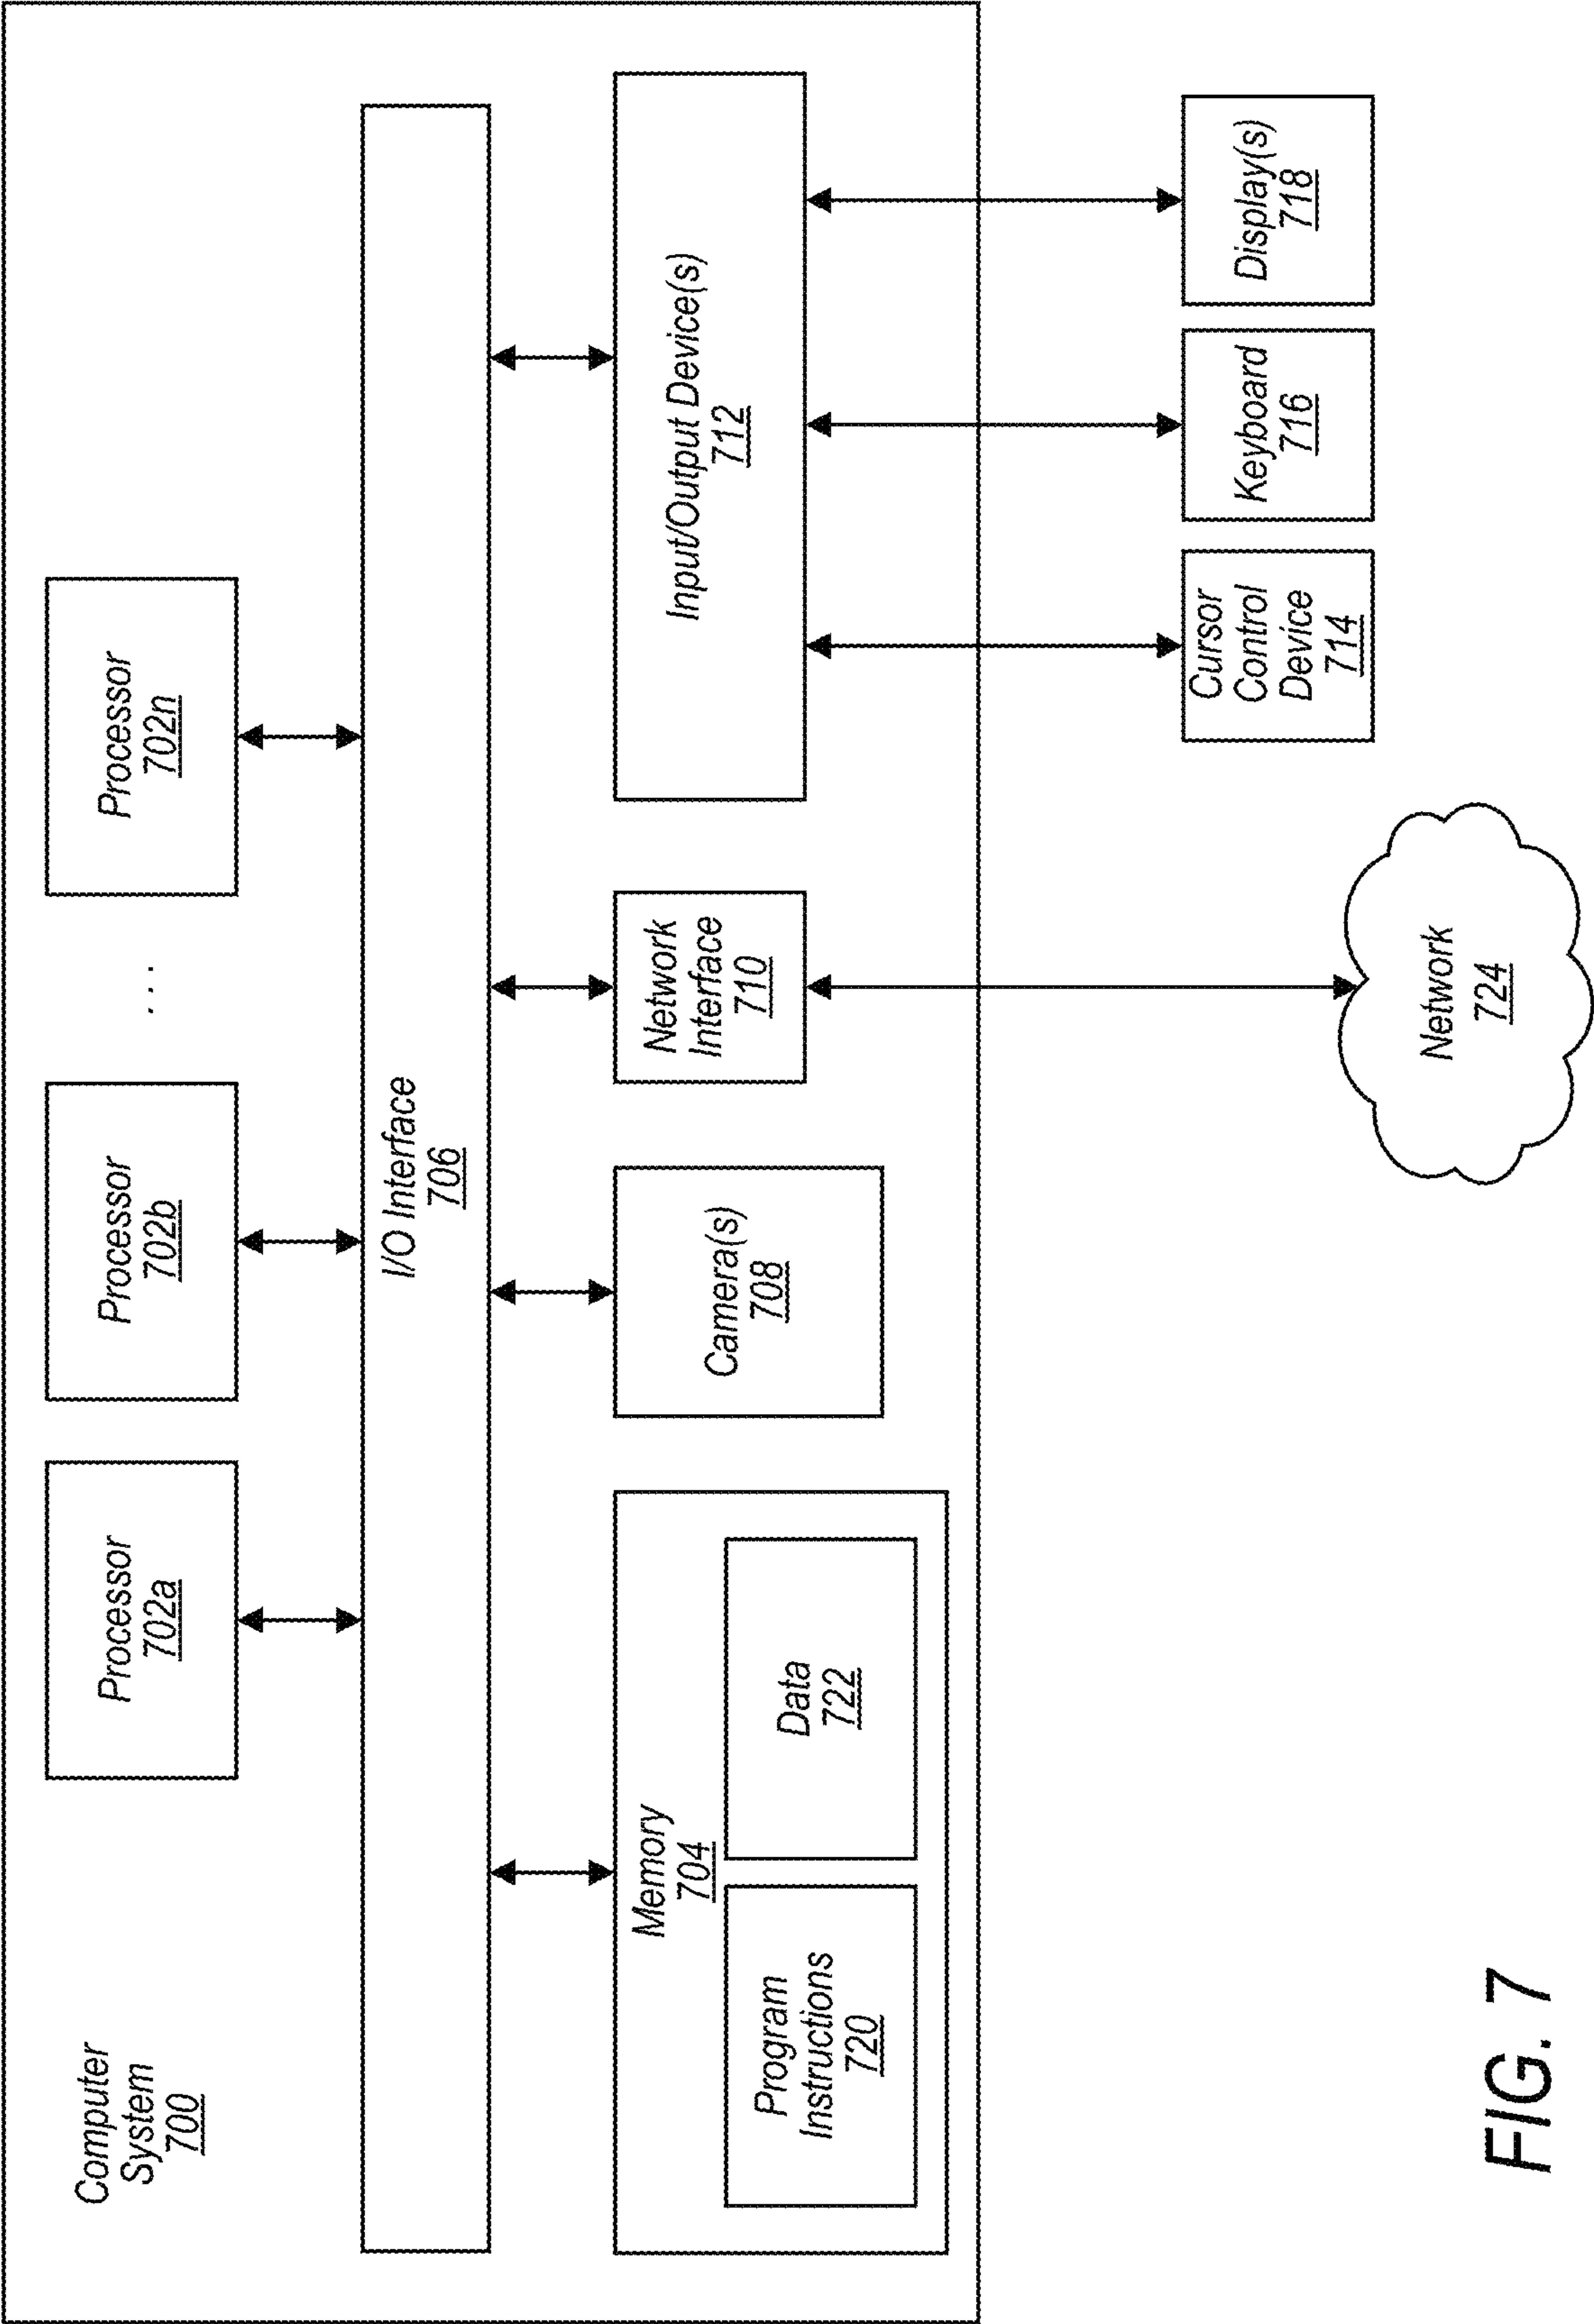 Computer
System
700
Processor
702a
Processor
702b
. . .
Processor
702n
I/O Interface
706
Memory
704
Program
Instructions
720
Data
722
Camera(s)
708
Network
Interface
710
Input/Output Device(s)
712
Cursor
Control
Device
714
Keyboard
716
Display(s)
718
Network
724
FIG. 7